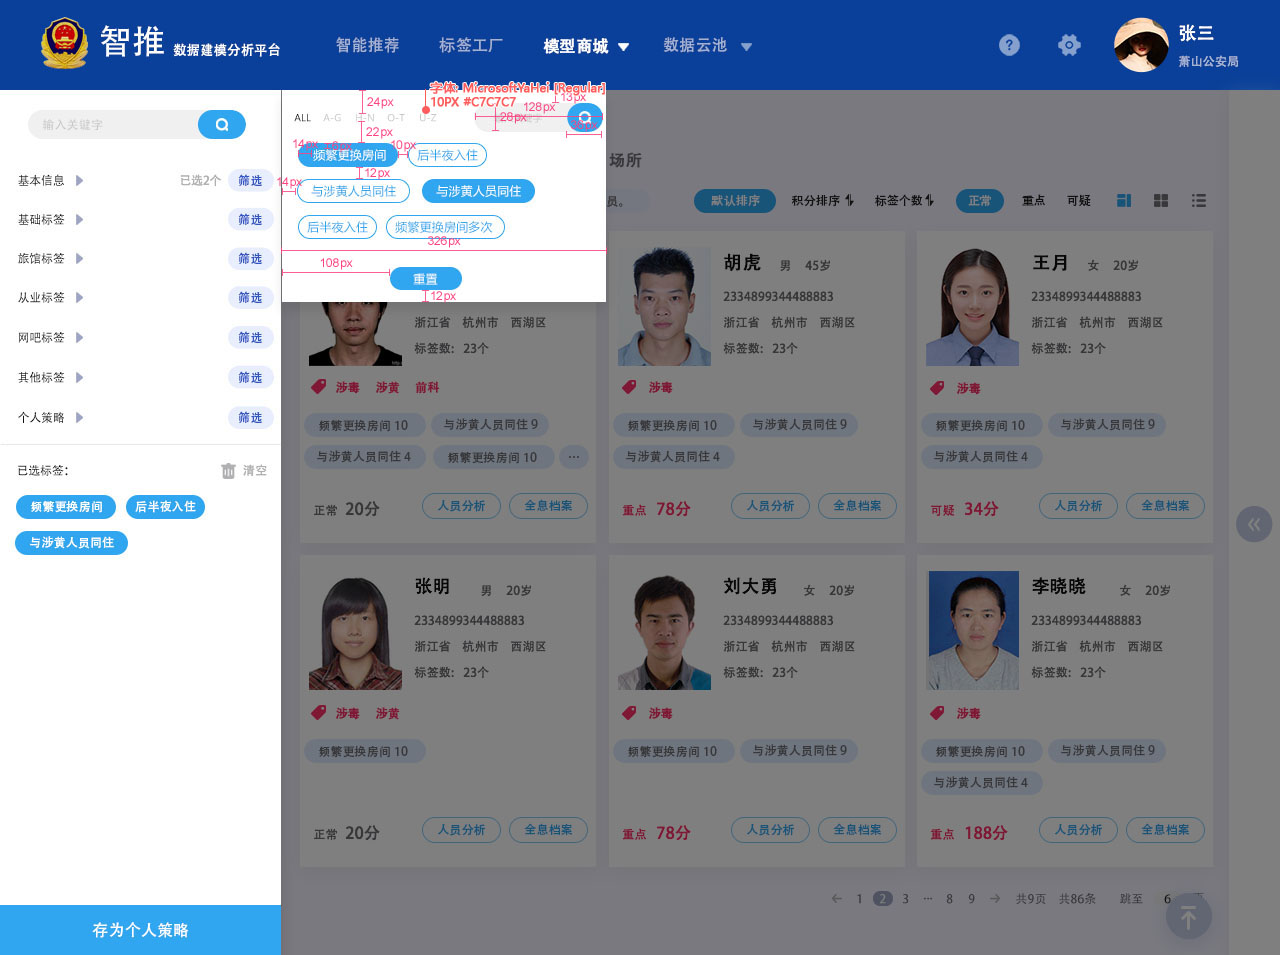 智推 数据建模分析平台
智能推荐 标签工厂 模型商城 数据云池
?
张三
萧山公安局
输入关键字
基本信息 已选2个 筛选
基础标签 筛选
旅馆标签 筛选
从业标签 筛选
网吧标签 筛选
其他标签 筛选
个人策略 筛选
已选标签: 清空
频繁更换房间 后半夜入住
与涉黄人员同住
存为个人策略
字体: MicrosoftYaHei [Regular]
10PX #C7C7C7
24px
13px
128px
28px
ALL A-G H-N O-T U-Z
22px
14px
10px
频繁更换房间 后半夜入住
12px
14px
与涉黄人员同住 与涉黄人员同住
后半夜入住 频繁更换房间多次
326px
108px
重置
12px
场所
员。
默认排序 积分排序 标签个数 正常 重点 可疑
浙江省 杭州市 西湖区
标签数: 23个
涉毒 涉黄 前科
频繁更换房间 10 与涉黄人员同住 9
与涉黄人员同住 4 频繁更换房间 10 ···
正常 20分 人员分析 全息档案
胡虎 男 45岁
2334899344488883
浙江省 杭州市 西湖区
标签数: 23个
涉毒
频繁更换房间 10 与涉黄人员同住 9
与涉黄人员同住 4
重点 78分 人员分析 全息档案
王月 女 20岁
2334899344488883
浙江省 杭州市 西湖区
标签数: 23个
涉毒
频繁更换房间 10 与涉黄人员同住 9
与涉黄人员同住 4
可疑 34分 人员分析 全息档案
张明 男 20岁
2334899344488883
浙江省 杭州市 西湖区
标签数: 23个
涉毒 涉黄
频繁更换房间 10
正常 20分 人员分析 全息档案
刘大勇 女 20岁
2334899344488883
浙江省 杭州市 西湖区
标签数: 23个
涉毒
频繁更换房间 10 与涉黄人员同住 9
重点 78分 人员分析 全息档案
李晓晓 女 20岁
2334899344488883
浙江省 杭州市 西湖区
标签数: 23个
涉毒
频繁更换房间 10 与涉黄人员同住 9
与涉黄人员同住 4
重点 188分 人员分析 全息档案
1 2 3 ··· 8 9 共9页 共86条 跳至 6